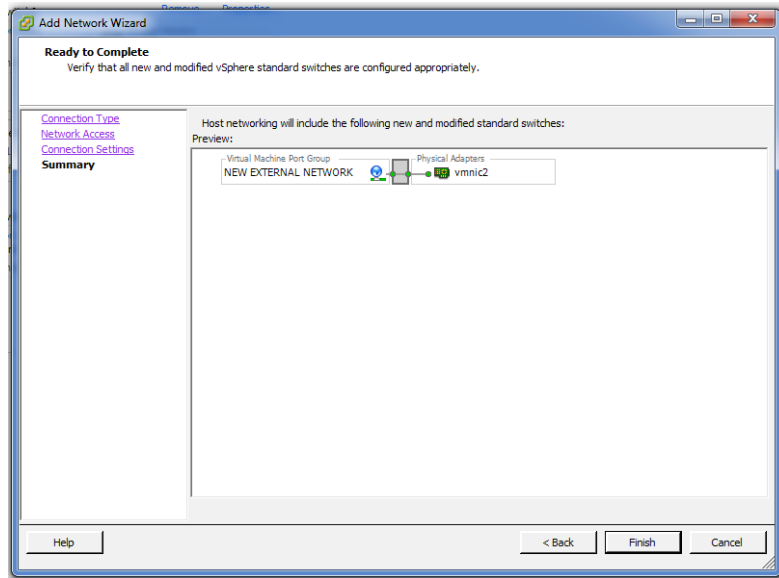 Remove Properties
Add Network Wizard
Ready to Complete
Verify that all new and modified vSphere standard switches are configured appropriately.
Connection Type
Network Access
Connection Settings
Summary
Host networking will include the following new and modified standard switches:
Preview:
Virtual Machine Port Group
Physical Adapters
NEW EXTERNAL NETWORK
vmnic2
Help
< Back
Finish
Cancel